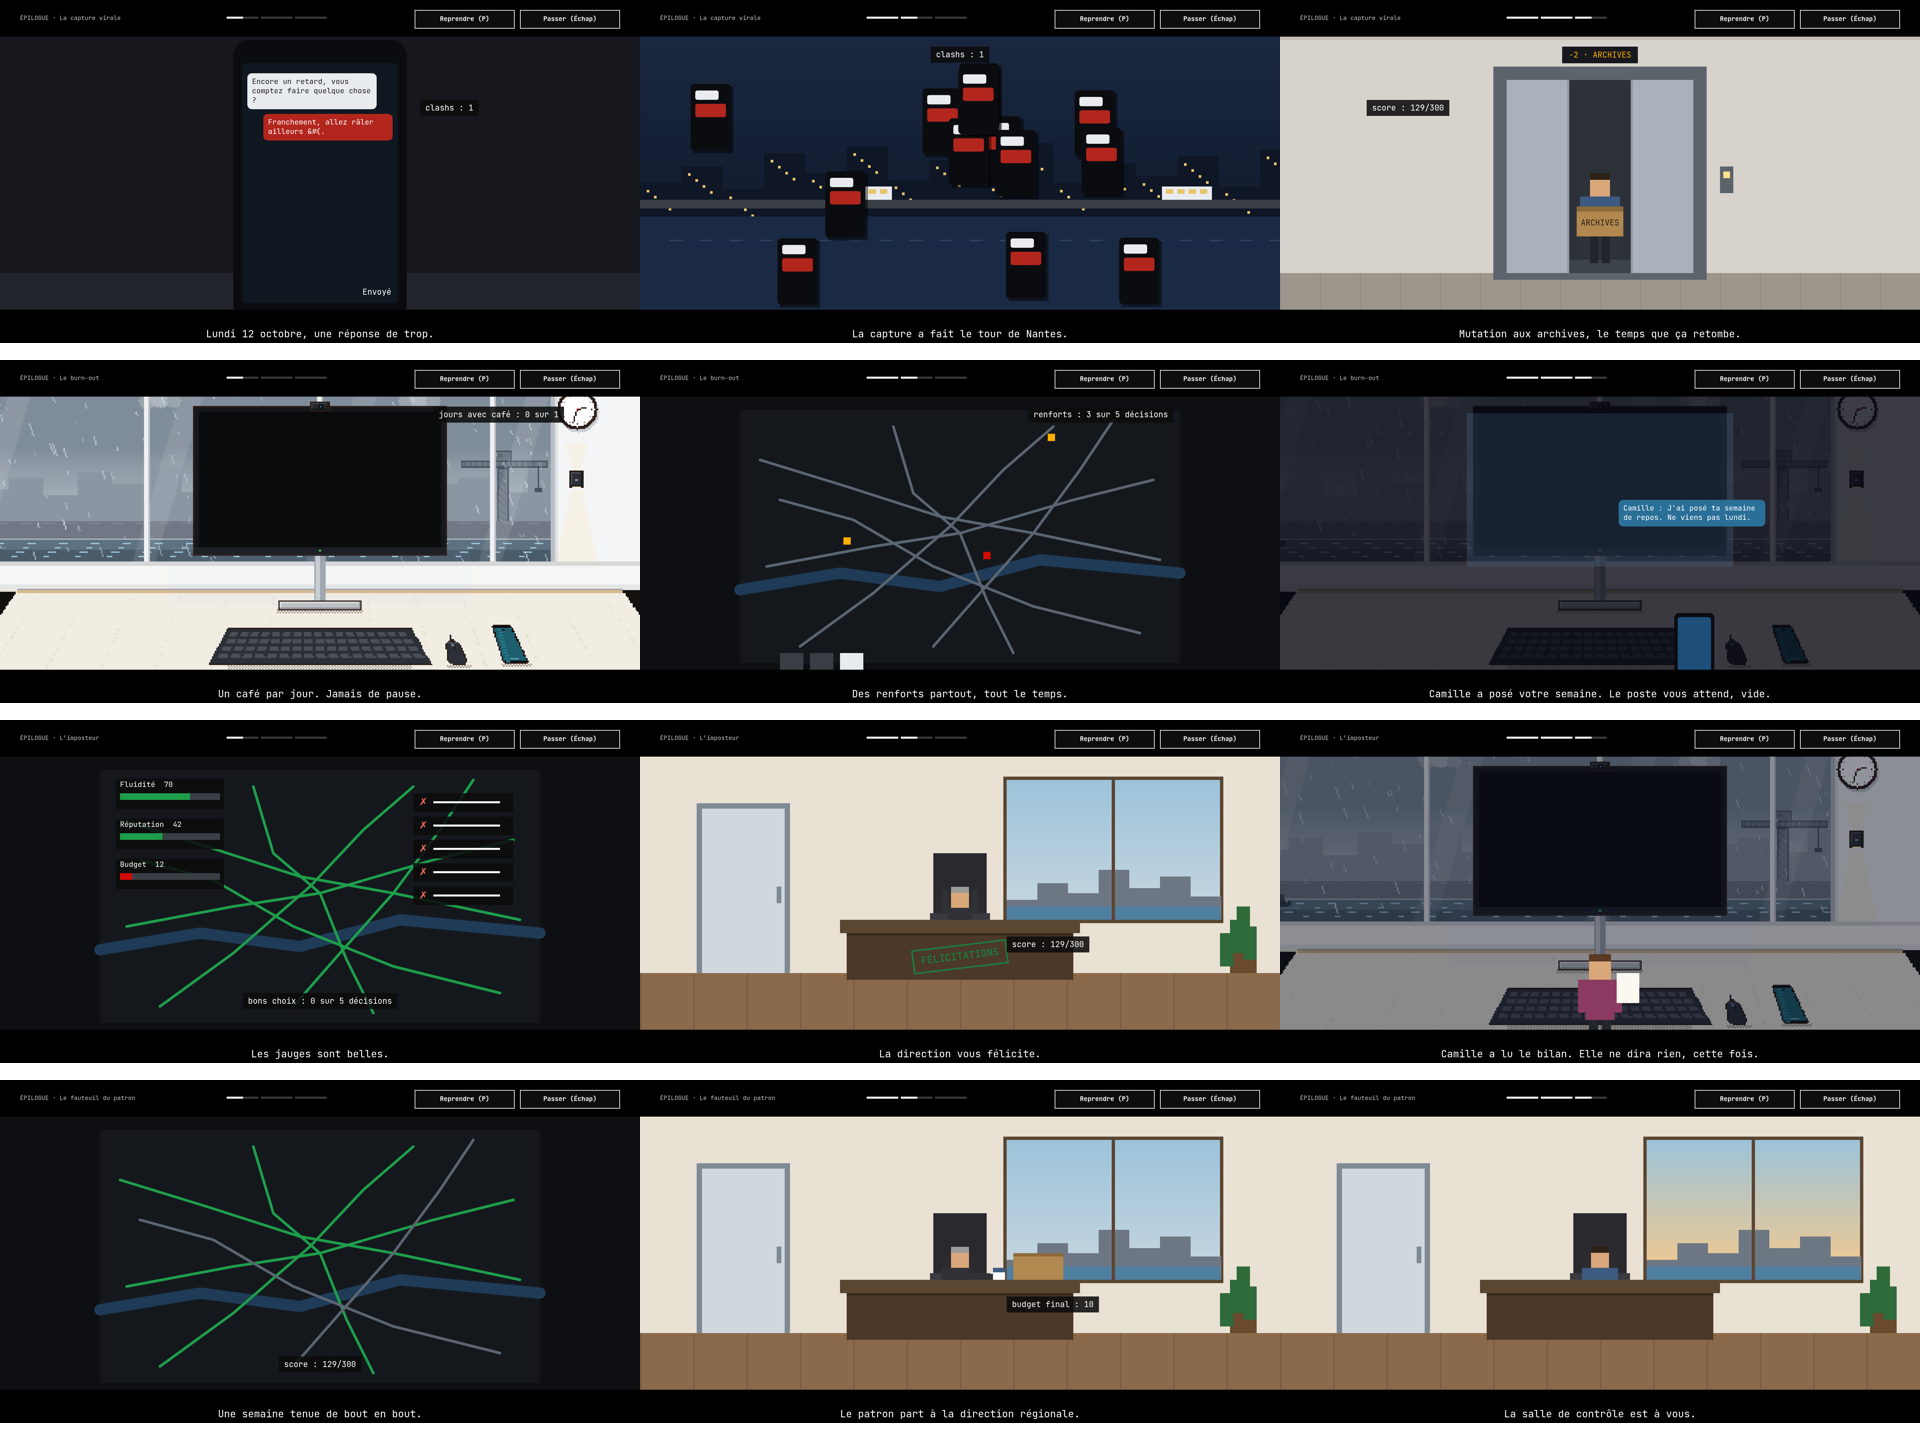 ÉPILOGUE · La capture virale
Reprendre (P)
Passer (Échap)
Encore un retard, vous
comptez faire quelque chose
?
Franchement, allez râler
ailleurs &#(.
clashs : 1
Envoyé
Lundi 12 octobre, une réponse de trop.
ÉPILOGUE · La capture virale
Reprendre (P)
Passer (Échap)
clashs : 1
La capture a fait le tour de Nantes.
ÉPILOGUE · La capture virale
Reprendre (P)
Passer (Échap)
-2 · ARCHIVES
score : 129/300
ARCHIVES
Mutation aux archives, le temps que ça retombe.
ÉPILOGUE · Le burn-out
Reprendre (P)
Passer (Échap)
jours avec café : 0 sur 1
Un café par jour. Jamais de pause.
ÉPILOGUE · Le burn-out
Reprendre (P)
Passer (Échap)
renforts : 3 sur 5 décisions
Des renforts partout, tout le temps.
ÉPILOGUE · Le burn-out
Reprendre (P)
Passer (Échap)
Camille : J'ai posé ta semaine
de repos. Ne viens pas lundi.
Camille a posé votre semaine. Le poste vous attend, vide.
ÉPILOGUE · L'imposteur
Reprendre (P)
Passer (Échap)
Fluidité 70
Réputation 42
Budget 12
✗
✗
✗
✗
✗
bons choix : 0 sur 5 décisions
Les jauges sont belles.
ÉPILOGUE · L'imposteur
Reprendre (P)
Passer (Échap)
FÉLICITATIONS
score : 129/300
La direction vous félicite.
ÉPILOGUE · L'imposteur
Reprendre (P)
Passer (Échap)
Camille a lu le bilan. Elle ne dira rien, cette fois.
ÉPILOGUE · Le fauteuil du patron
Reprendre (P)
Passer (Échap)
score : 129/300
Une semaine tenue de bout en bout.
ÉPILOGUE · Le fauteuil du patron
Reprendre (P)
Passer (Échap)
budget final : 10
Le patron part à la direction régionale.
ÉPILOGUE · Le fauteuil du patron
Reprendre (P)
Passer (Échap)
La salle de contrôle est à vous.